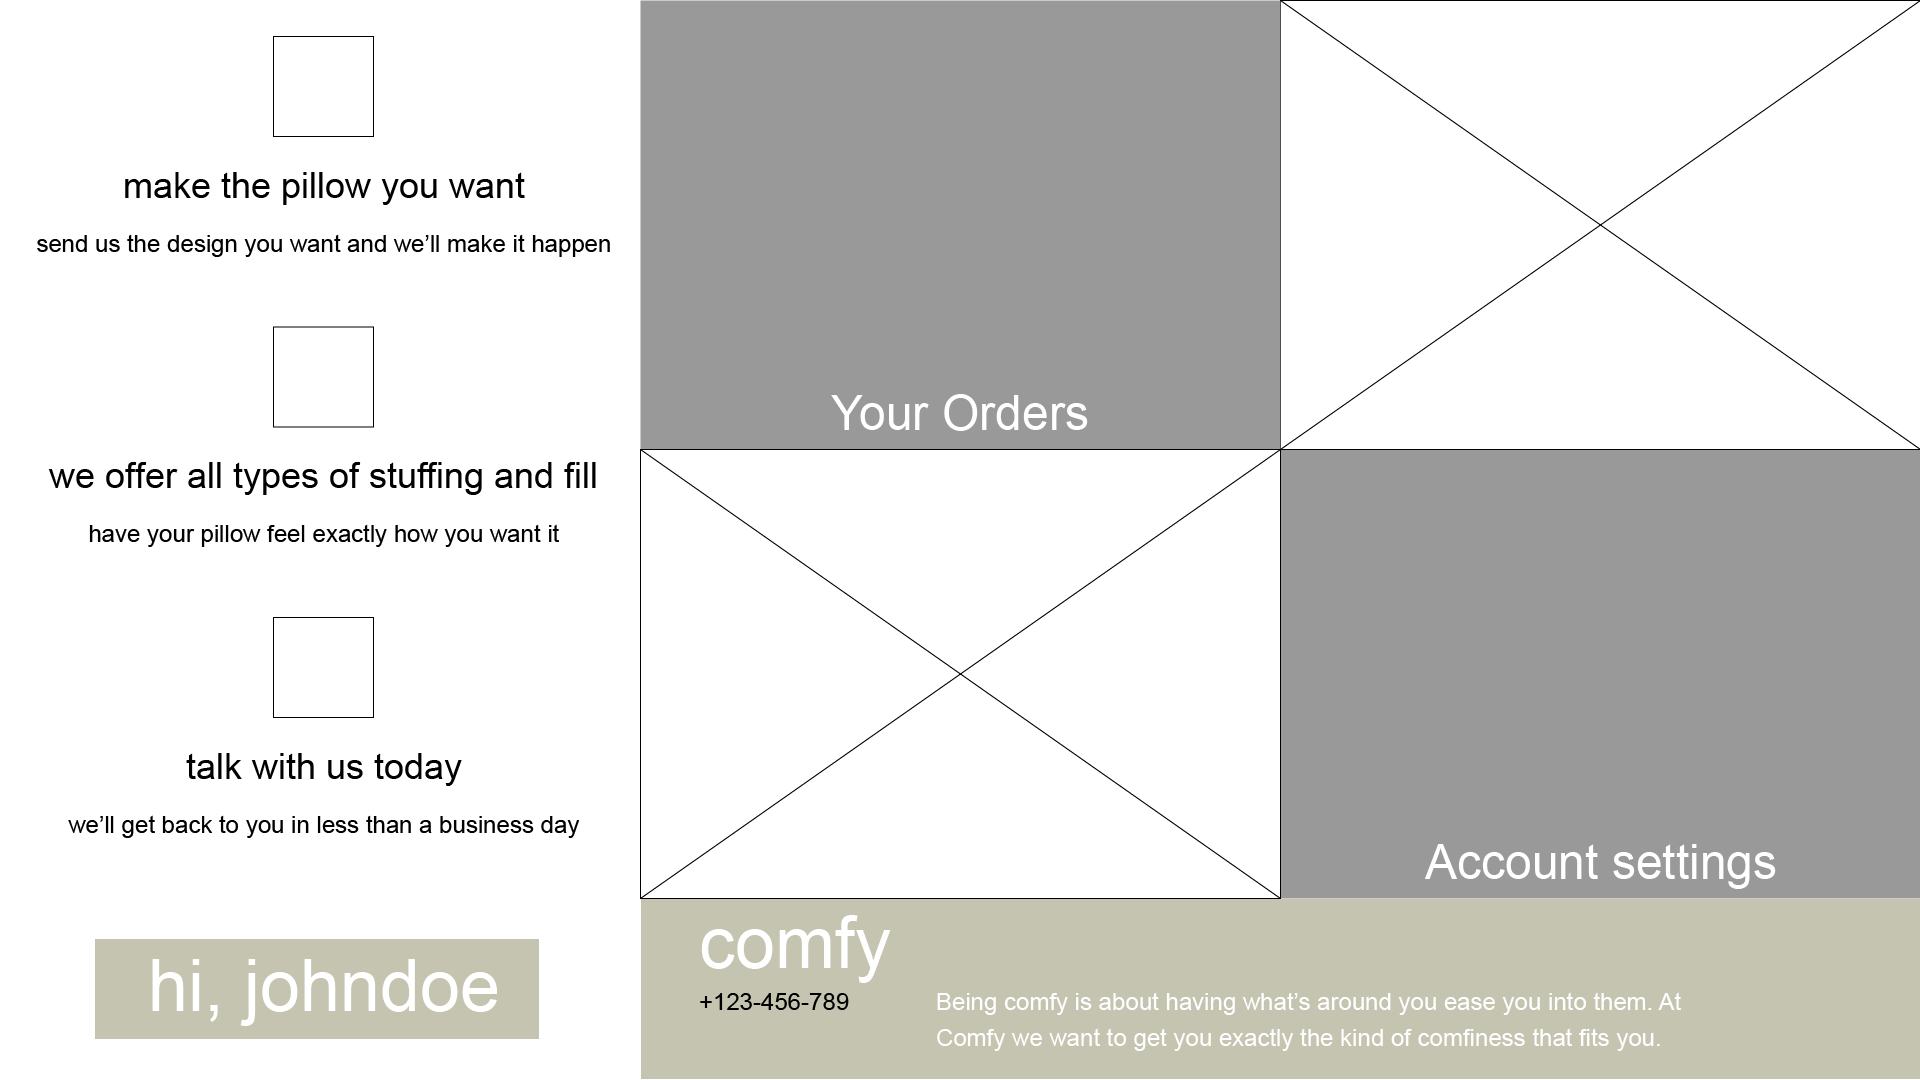 make the pillow you want
send us the design you want and we’ll make it happen
we offer all types of stuffing and fill
have your pillow feel exactly how you want it
talk with us today
we’ll get back to you in less than a business day
hi, johndoe
Your Orders
Account settings
comfy
+123-456-789
Being comfy is about having what’s around you ease you into them. At
Comfy we want to get you exactly the kind of comfiness that fits you.